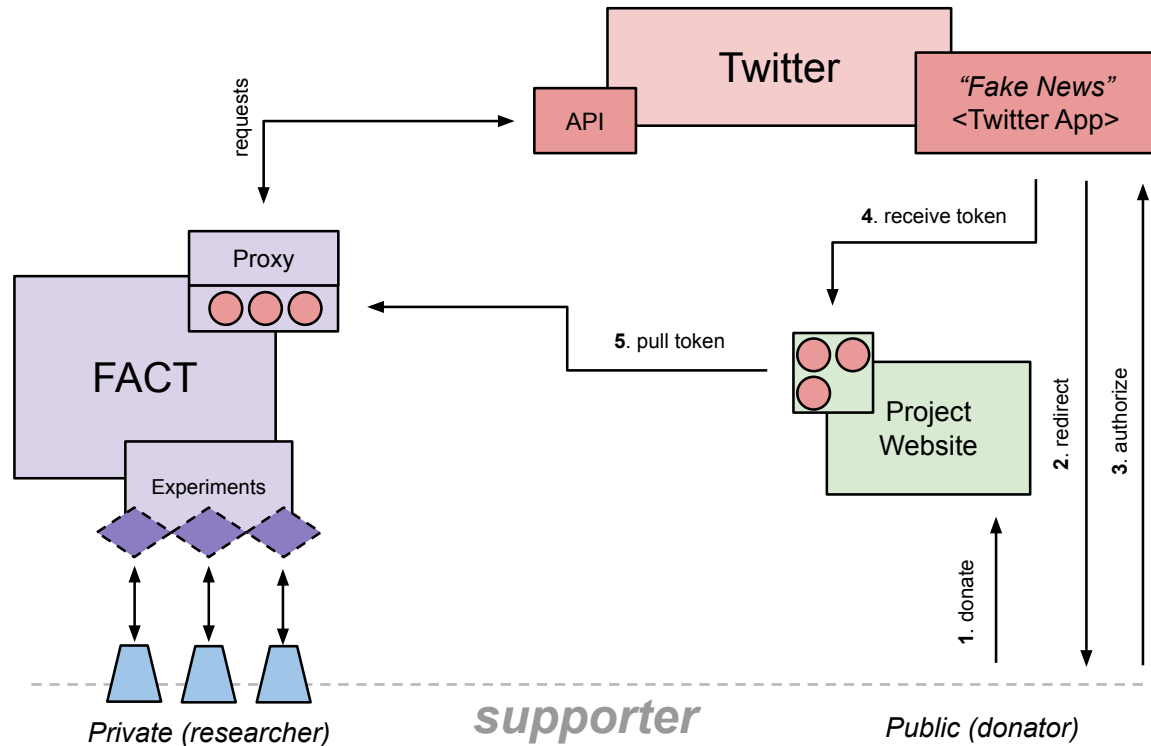 Twitter
"Fake News"
<Twitter App>
API
requests
4. receive token
Proxy
5. pull token
FACT
Project
Website
2. redirect
3. authorize
Experiments
1. donate
supporter
Private (researcher)
Public (donator)